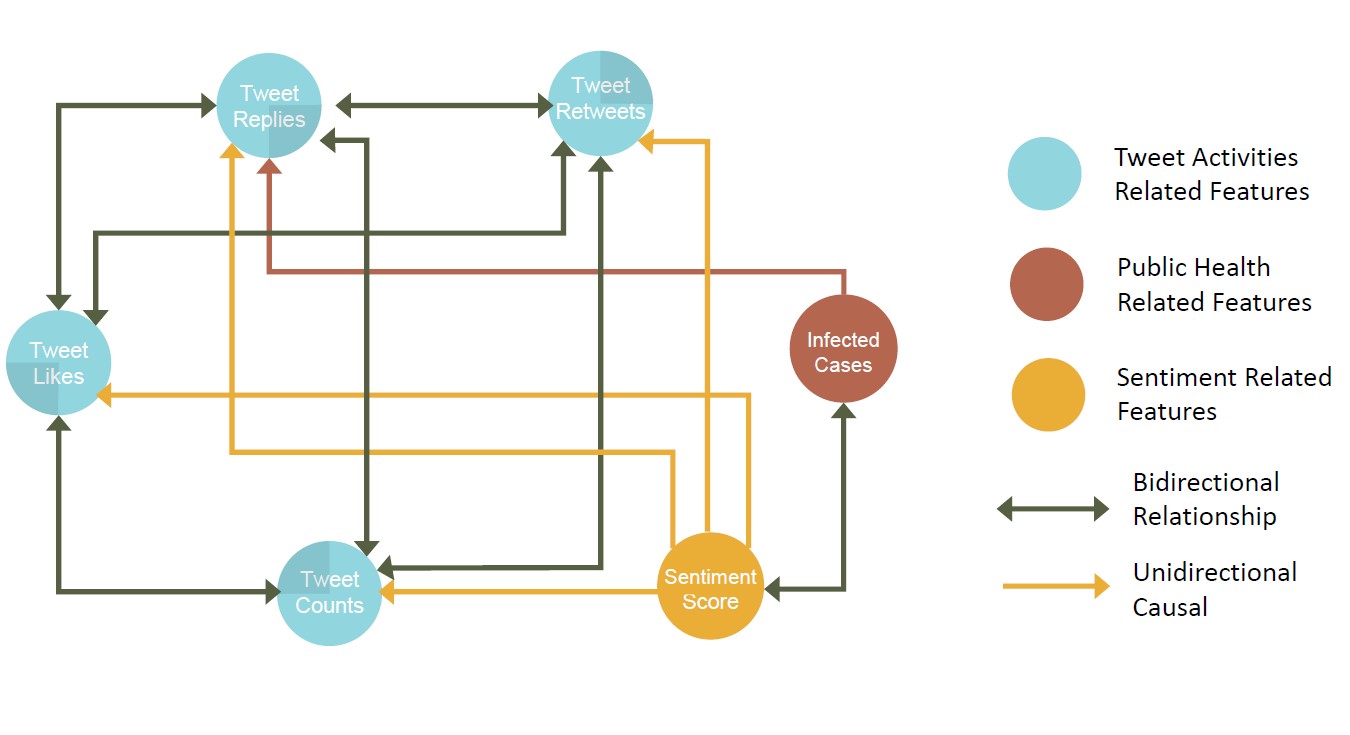 Tweet
Replies
Tweet
Retweets
Tweet
Likes
Infected
Cases
Tweet
Counts
Sentiment
Score
Tweet Activities
Related Features
Public Health
Related Features
Sentiment Related
Features
Bidirectional
Relationship
Unidirectional
Causal